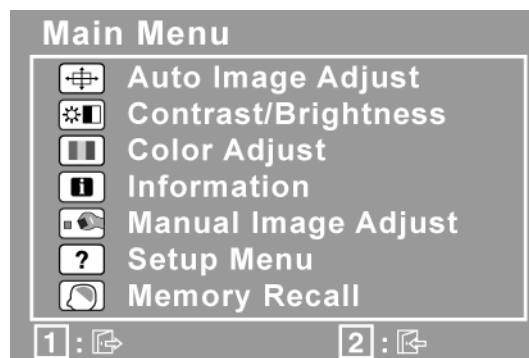 Main Menu
Auto Image Adjust
Contrast/Brightness
Color Adjust
i Information
Manual Image Adjust
? Setup Menu
Memory Recall
1 : 2 :